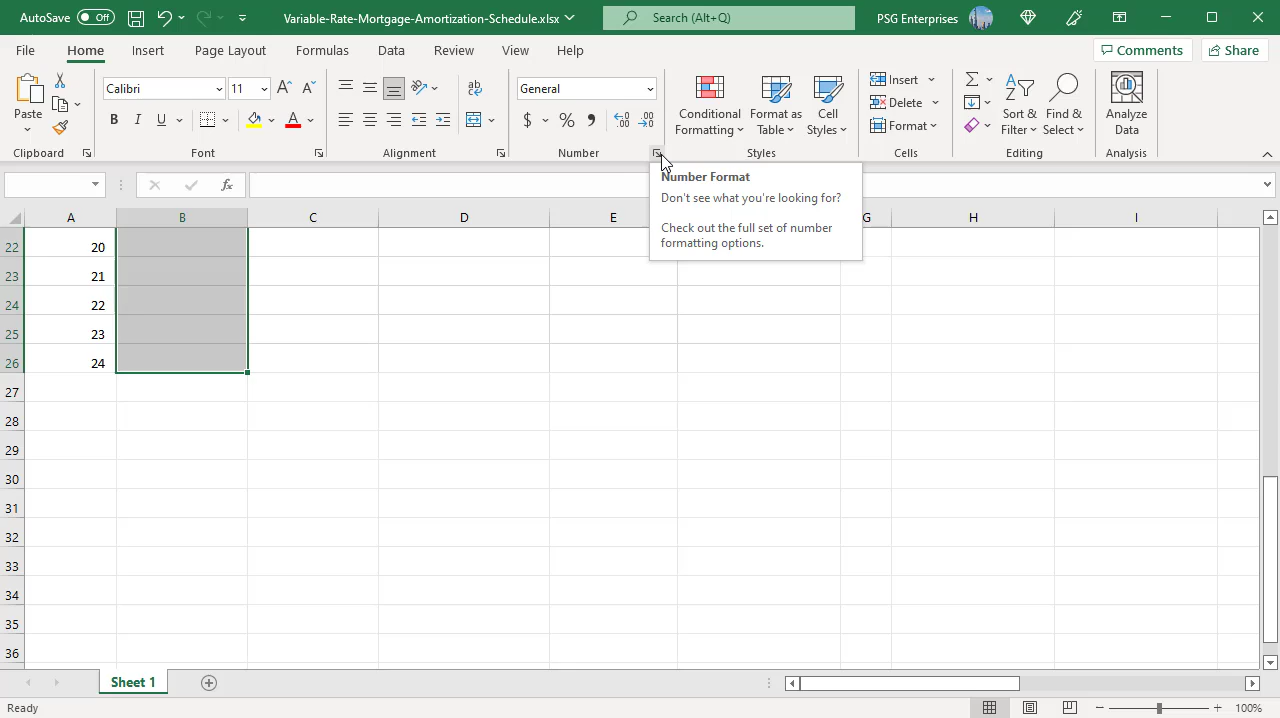 AutoSave Off Variable-Rate-Mortgage-Amortization-Schedule.xlsx Search (Alt+Q) PSG Enterprises
File Home Insert Page Layout Formulas Data Review View Help Comments Share
Paste Calibri 11 A A B I U A ab General $ % 9 Conditional Formatting Format as Table Cell Styles Insert Delete Format Sort & Filter Find & Select Analyze Data
Clipboard Font Alignment Number Styles Cells Editing Analysis
fx
Number Format
Don't see what you're looking for?
Check out the full set of number
formatting options.
A B C D E G H I
22 20
23 21
24 22
25 23
26 24
27
28
29
30
31
32
33
34
35
36
Sheet 1
Ready 100%